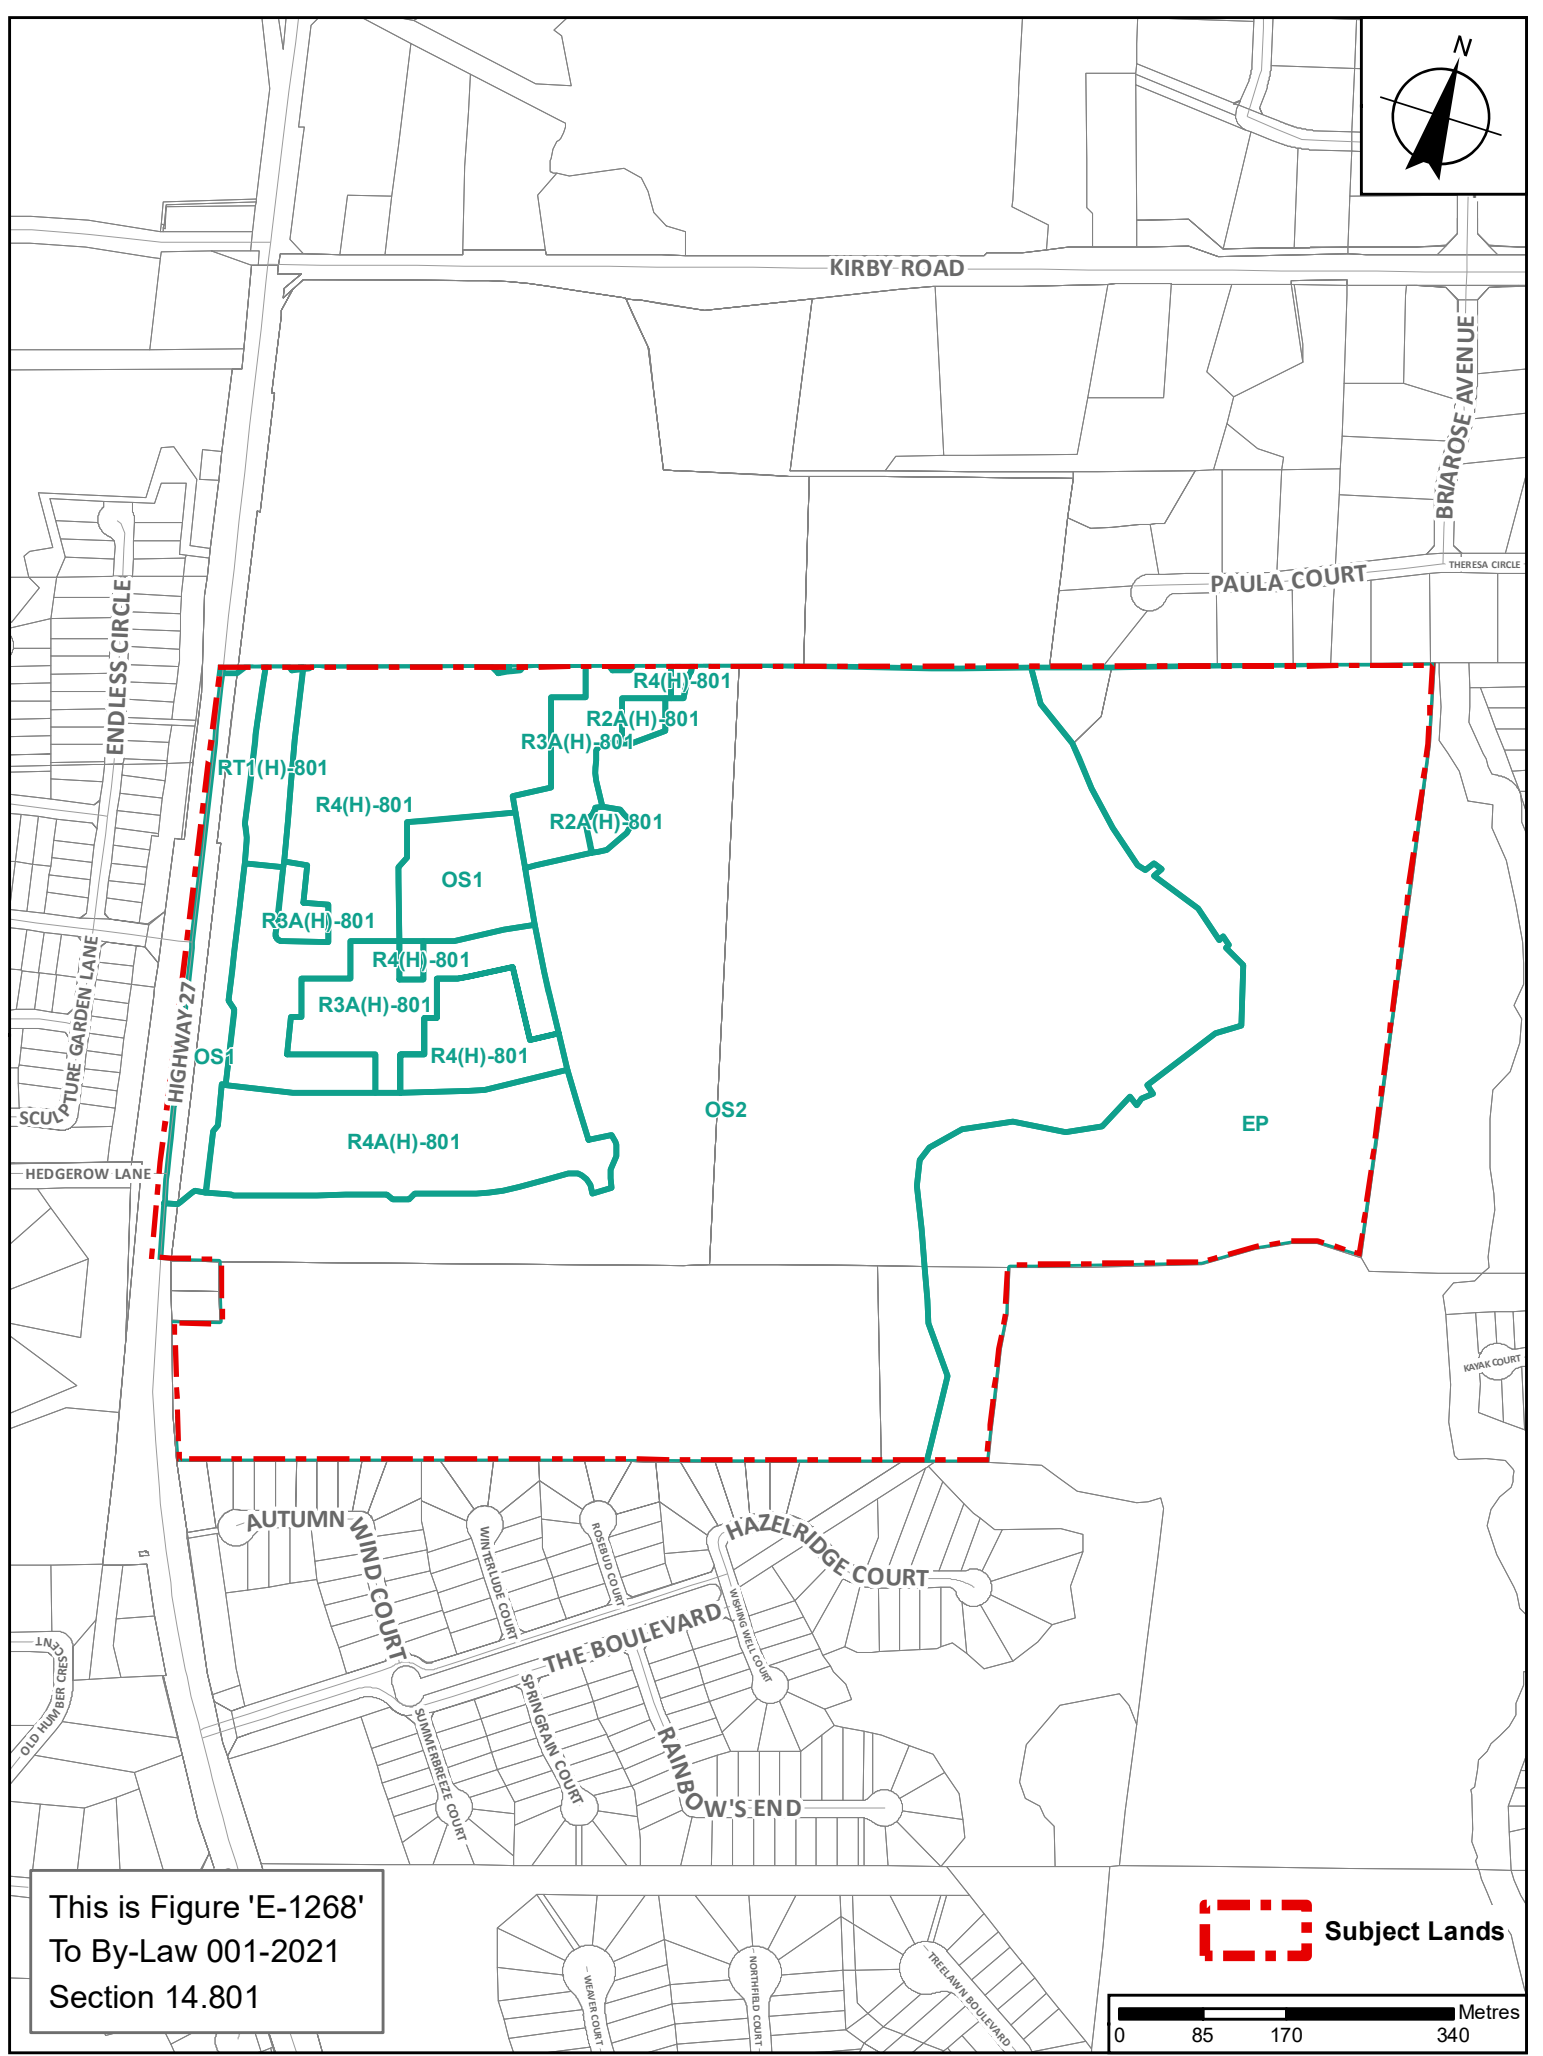 N
KIRBY ROAD
BRIAROSE AVENUE
THERESA CIRCLE
PAULA COURT
ENDLESS CIRCLE
R4(H)-801
R2A(H)-801
R3A(H)-801
RT1(H)-801
R4(H)-801
R2A(H)-801
OS1
R3A(H)-801
R4(H)-801
R3A(H)-801
SCULPTURE GARDEN LANE
HIGHWAY 27
OS1
R4(H)-801
OS2
EP
R4A(H)-801
HEDGEROW LANE
KAYAK COURT
AUTUMN WIND COURT
WINTERLUDE COURT
ROSEBUD COURT
HAZELRIDGE COURT
WISHING WELL COURT
THE BOULEVARD
OLD HUMBER CRESCENT
SUMMERBREEZE COURT
SPRINGRAIN COURT
RAINBOW'S END
This is Figure 'E-1268'
To By-Law 001-2021
Section 14.801
Subject Lands
WEAVER COURT
NORTHFIELD COURT
TREELAWN BOULEVARD
Metres
0 85 170 340